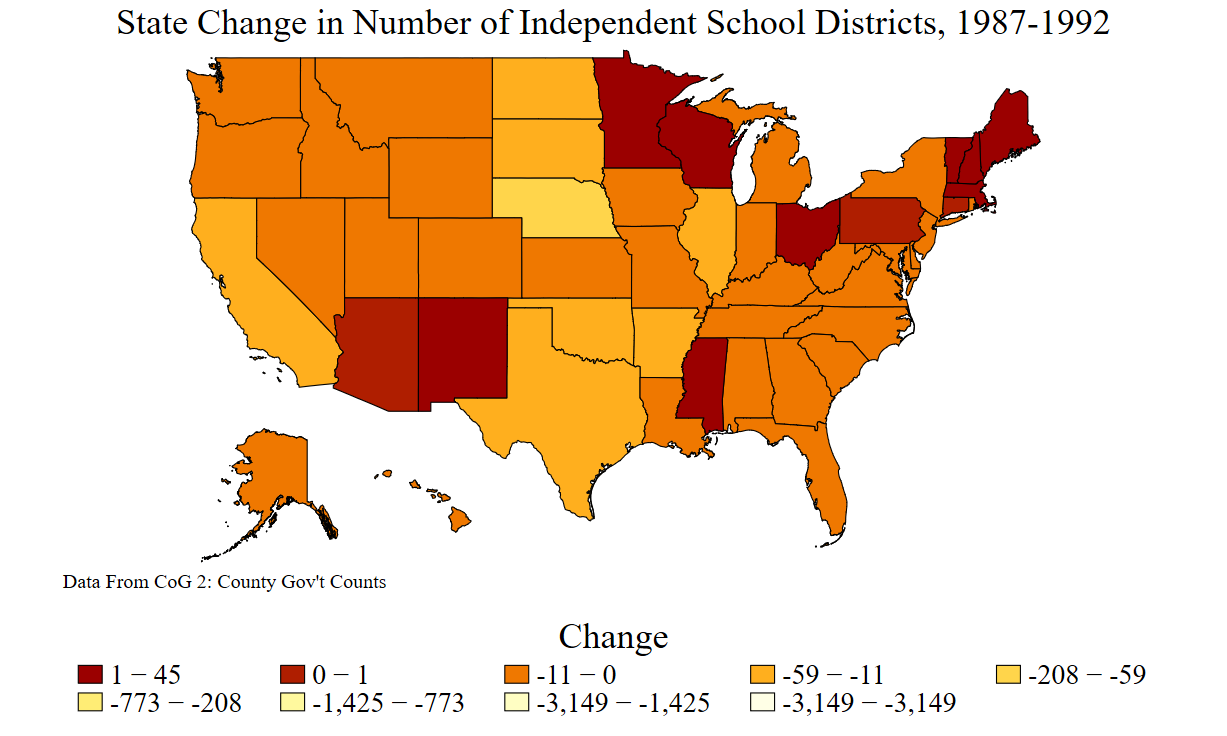 State Change in Number of Independent School Districts, 1987-1992
Data From CoG 2: County Gov't Counts
Change
1 − 45 0 − 1 -11 − 0 -59 − -11 -208 − -59
-773 − -208 -1,425 − -773 -3,149 − -1,425 -3,149 − -3,149